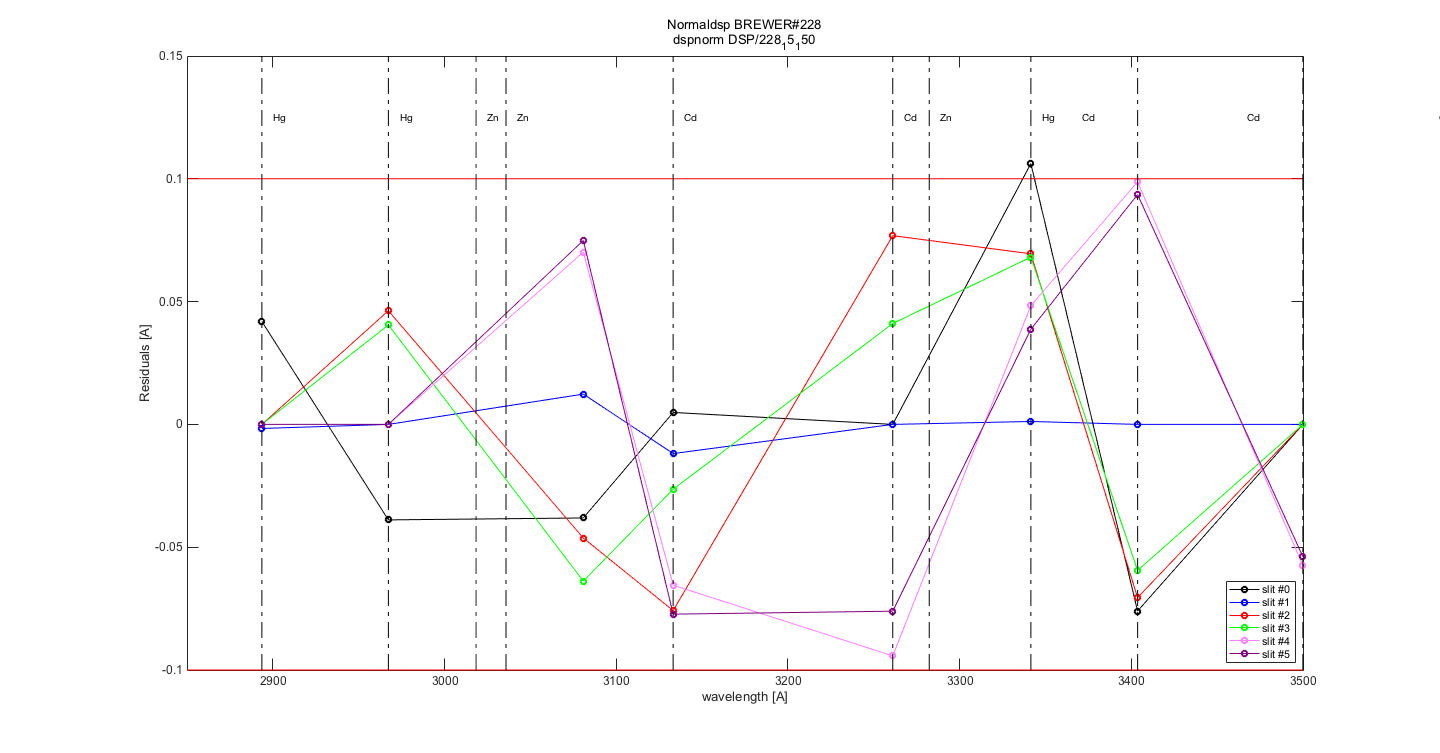 Normaldsp BREWER#228
dspnorm DSP/228₁5₁50
0.15
Hg
Hg
Zn
Zn
Cd
Cd
Zn
Hg
Cd
Cd
0.1
0.05
0
-0.05
-0.1
Residuals [A]
slit #0
slit #1
slit #2
slit #3
slit #4
slit #5
2900
3000
3100
3200
3300
3400
3500
wavelength [A]